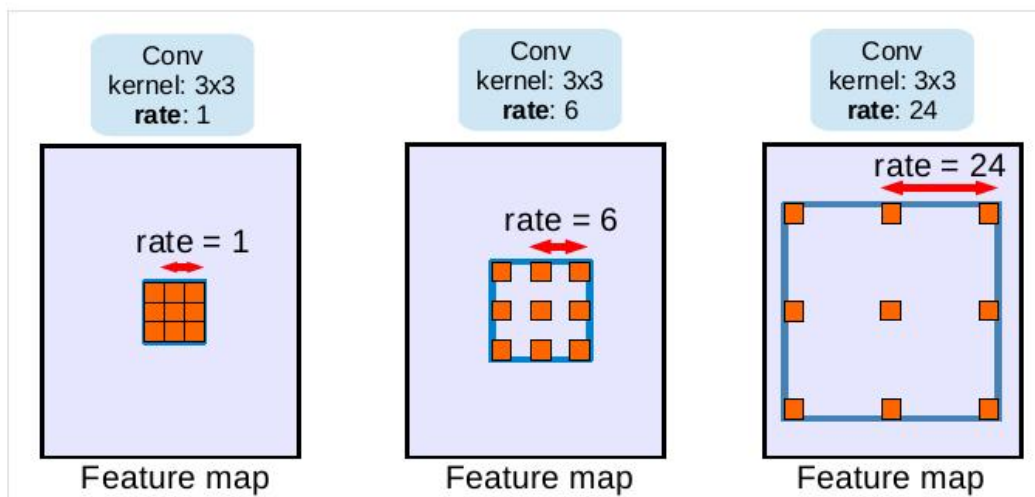 Conv
kernel: 3x3
rate: 1
Conv
kernel: 3x3
rate: 6
Conv
kernel: 3x3
rate: 24
rate = 1
rate = 6
rate = 24
Feature map
Feature map
Feature map